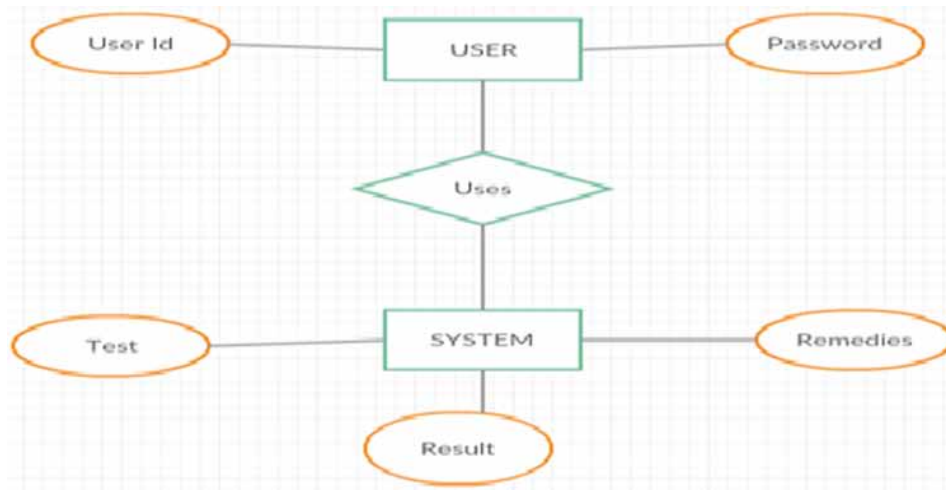 User Id
USER
Password
Uses
Test
SYSTEM
Remedies
Result